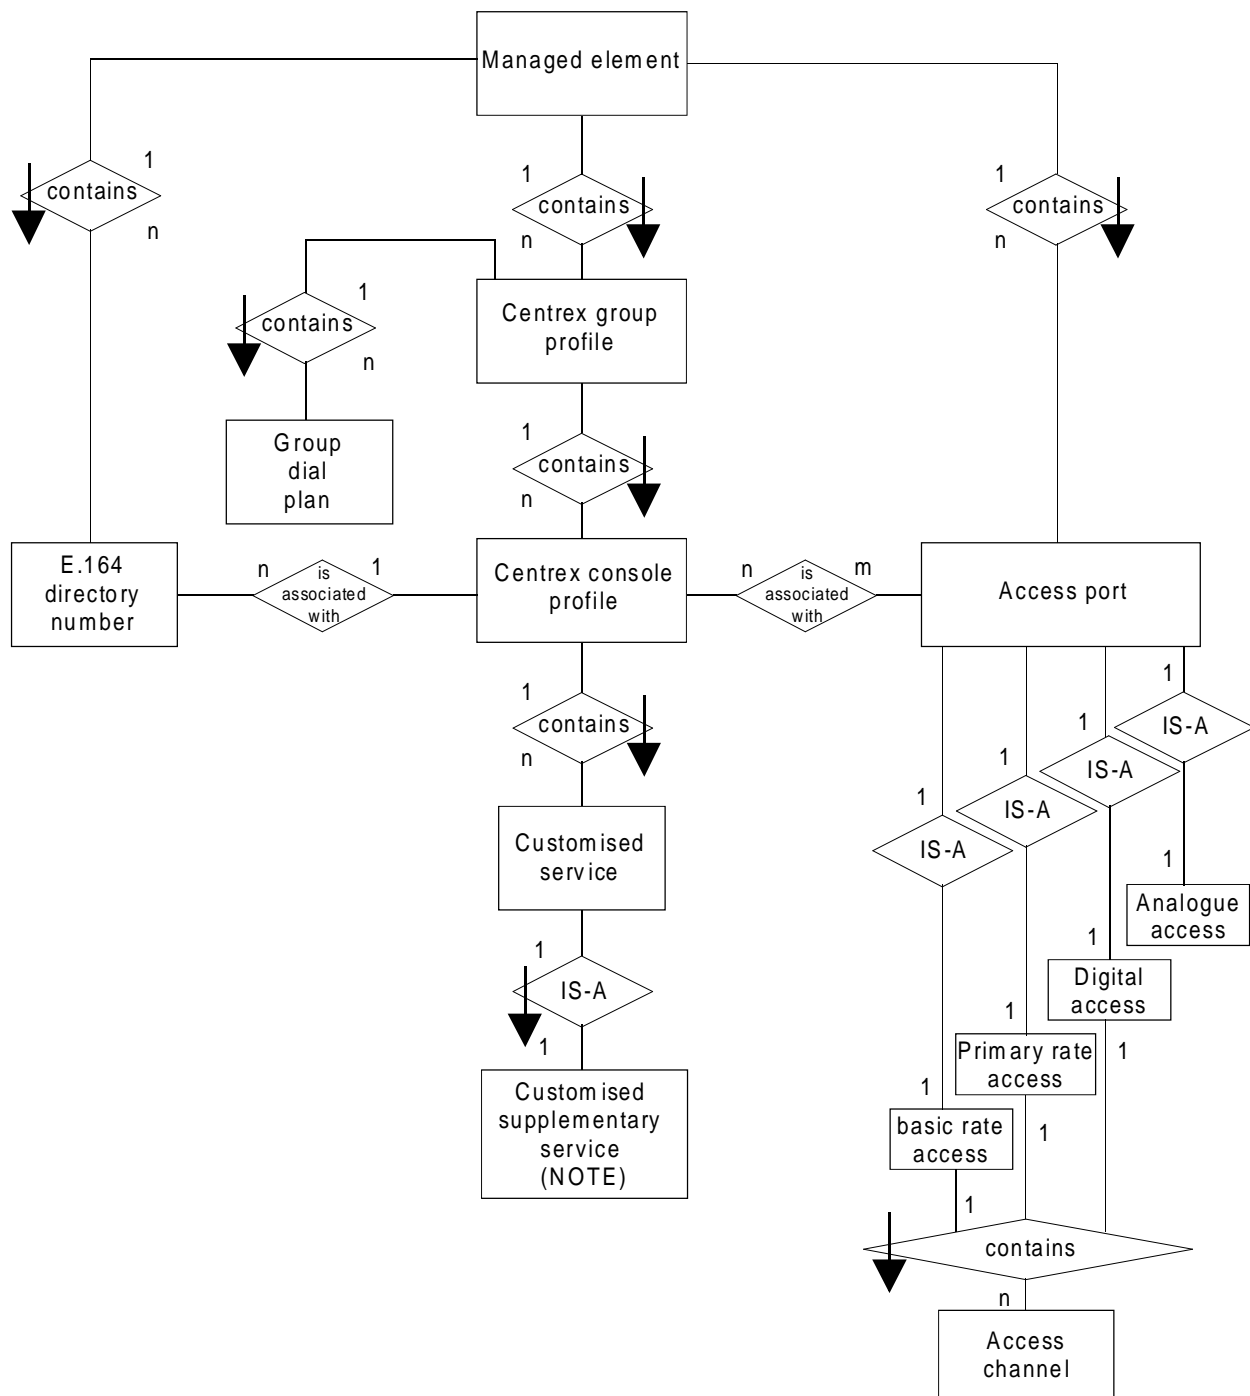 Managed element
1
contains
n
1
contains
n
1
contains
n
1
contains
n
Centrex group
profile
Group
dial
plan
1
contains
n
E.164
directory
number
n
is
associated
with
1
Centrex console
profile
n
is
associated
with
m
Access port
1
contains
n
1
IS-A
1
IS-A
1
IS-A
1
IS-A
Customised
service
1
Analogue
access
1
IS-A
1
1
Digital
access
1
Primary rate
access
1
Customised
supplementary
service
(NOTE)
1
basic rate
access
1
1
contains
n
Access
channel